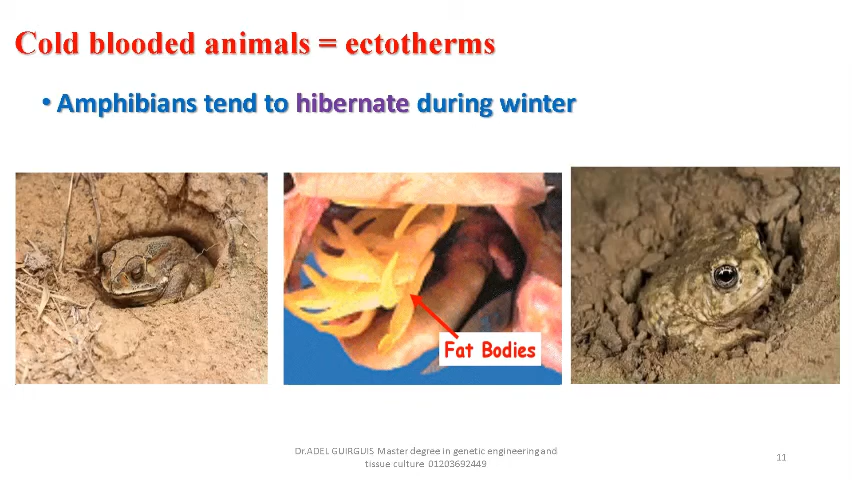 Cold blooded animals = ectotherms
• Amphibians tend to hibernate during winter
Fat Bodies
Dr.ADEL GUIRGUIS Master degree in genetic engineering and
tissue culture 01203692449
11